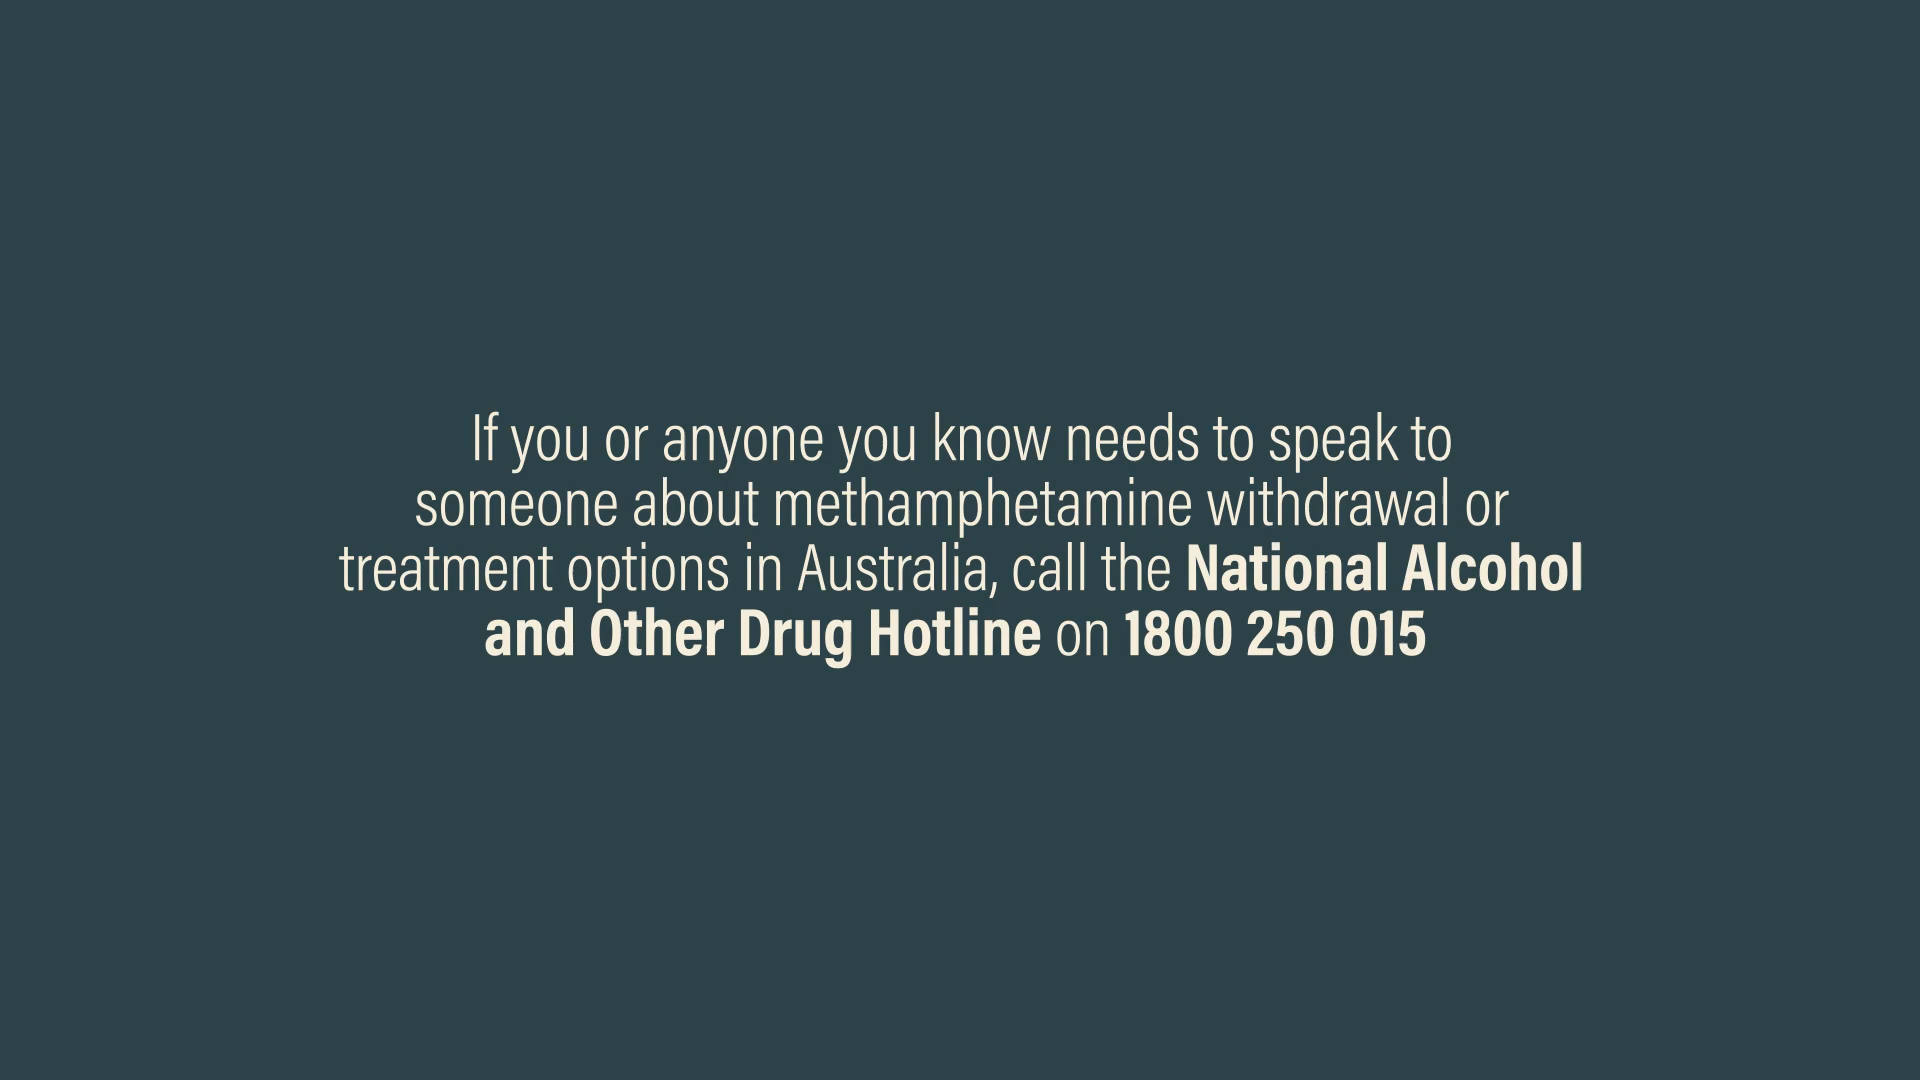 If you or anyone you know needs to speak to
someone about methamphetamine withdrawal or
treatment options in Australia, call the National Alcohol
and Other Drug Hotline on 1800 250 015